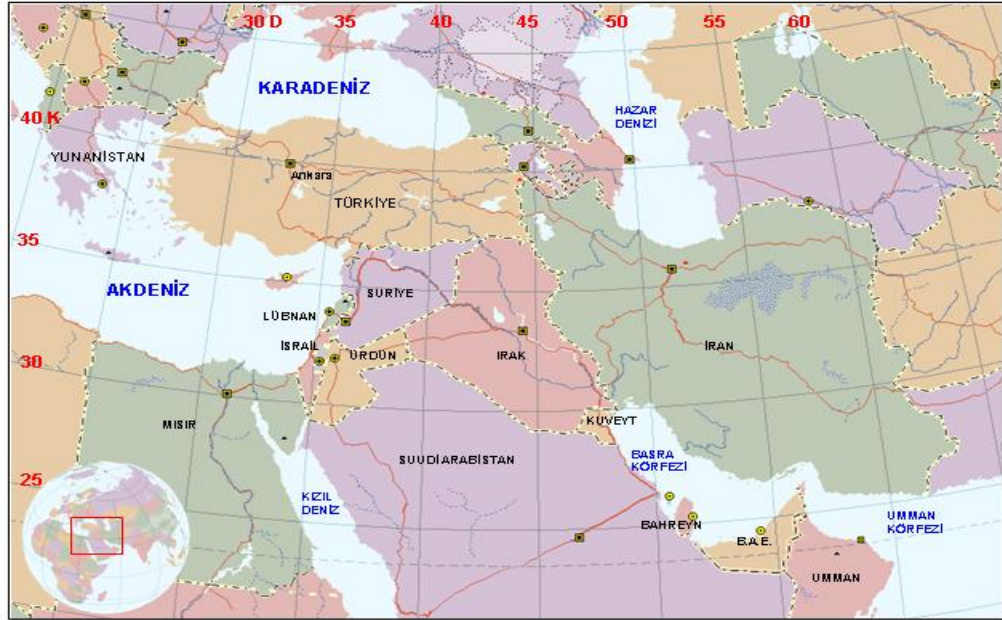 30 D 35 40 45 50 55 60
KARADENİZ
HAZAR
DENİZİ
40 K
YUNANİSTAN
Ankara
TÜRKİYE
35
AKDENİZ
SURİYE
LÜBNAN
İSRAİL
ÜRDÜN
IRAK
İRAN
30
MISIR
KUVEYT
SUUDİARABİSTAN
BASRA
KÖRFEZİ
25
KIZIL
DENİZ
BAHREYN
UMMAN
KÖRFEZİ
B.A.E.
UMMAN